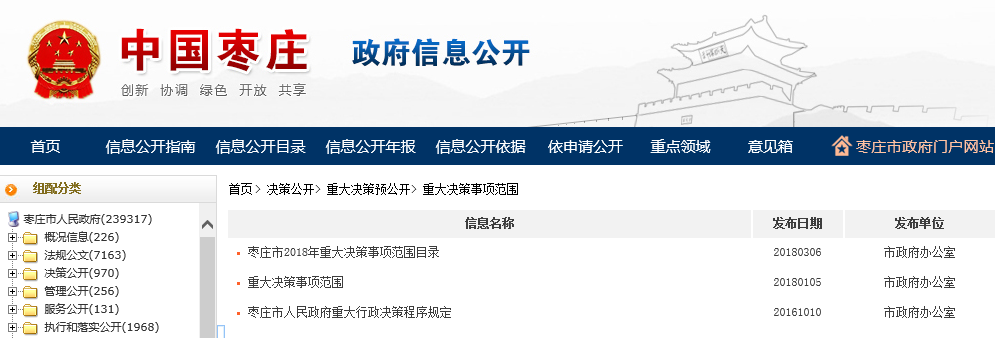 中国枣庄
政府信息公开
创新 协调 绿色 开放 共享
首页 信息公开指南 信息公开目录 信息公开年报 信息公开依据 依申请公开 重点领域 意见箱 枣庄市政府门户网站
组配分类
首页> 决策公开> 重大决策预公开> 重大决策事项范围
枣庄市人民政府(239317)
概况信息(226)
法规公文(7163)
决策公开(970)
管理公开(256)
服务公开(131)
执行和落实公开(1968)
信息名称 发布日期 发布单位
枣庄市2018年重大决策事项范围目录 20180306 市政府办公室
重大决策事项范围 20180105 市政府办公室
枣庄市人民政府重大行政决策程序规定 20161010 市政府办公室